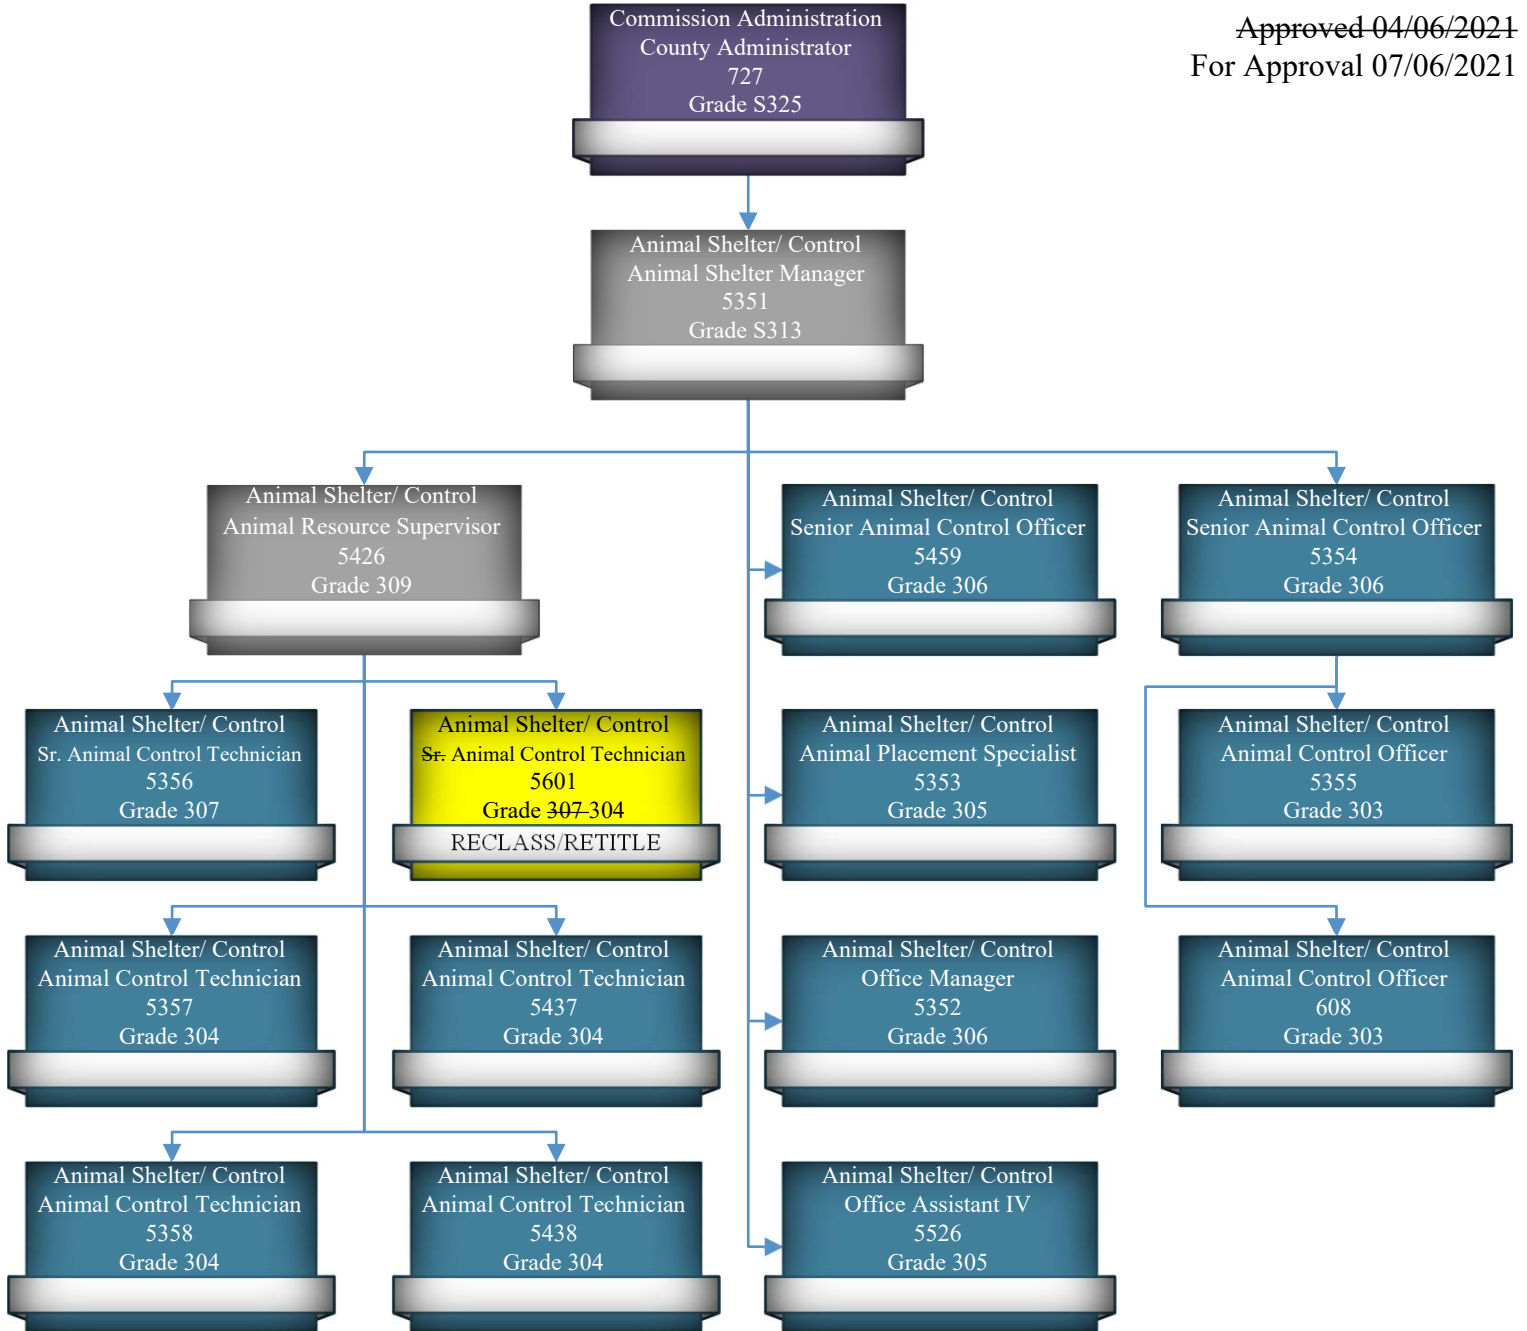 Approved 04/06/2021
For Approval 07/06/2021
Commission Administration
County Administrator
727
Grade S325
Animal Shelter/ Control
Animal Shelter Manager
5351
Grade S313
Animal Shelter/ Control
Animal Resource Supervisor
5426
Grade 309
Animal Shelter/ Control
Senior Animal Control Officer
5459
Grade 306
Animal Shelter/ Control
Senior Animal Control Officer
5354
Grade 306
Animal Shelter/ Control
Sr. Animal Control Technician
5356
Grade 307
Animal Shelter/ Control
Sr. Animal Control Technician
5601
Grade 307 304
RECLASS/RETITLE
Animal Shelter/ Control
Animal Placement Specialist
5353
Grade 305
Animal Shelter/ Control
Animal Control Officer
5355
Grade 303
Animal Shelter/ Control
Animal Control Technician
5357
Grade 304
Animal Shelter/ Control
Animal Control Technician
5437
Grade 304
Animal Shelter/ Control
Office Manager
5352
Grade 306
Animal Shelter/ Control
Animal Control Officer
608
Grade 303
Animal Shelter/ Control
Animal Control Technician
5358
Grade 304
Animal Shelter/ Control
Animal Control Technician
5438
Grade 304
Animal Shelter/ Control
Office Assistant IV
5526
Grade 305